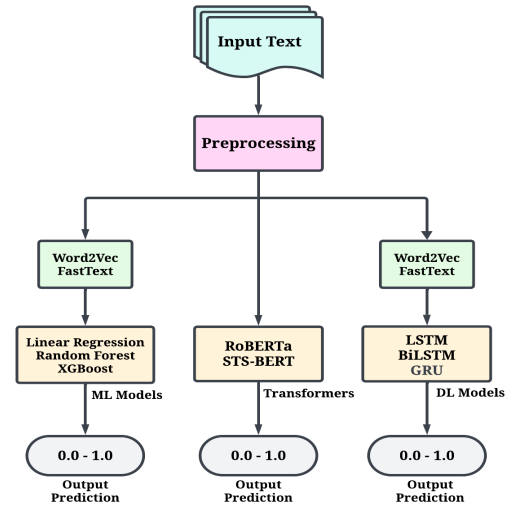 Input Text
Preprocessing
Word2Vec
FastText
Word2Vec
FastText
Linear Regression
Random Forest
XGBoost
RoBERTa
STS-BERT
LSTM
BiLSTM
GRU
ML Models
Transformers
DL Models
0.0 - 1.0
0.0 - 1.0
0.0 - 1.0
Output
Prediction
Output
Prediction
Output
Prediction